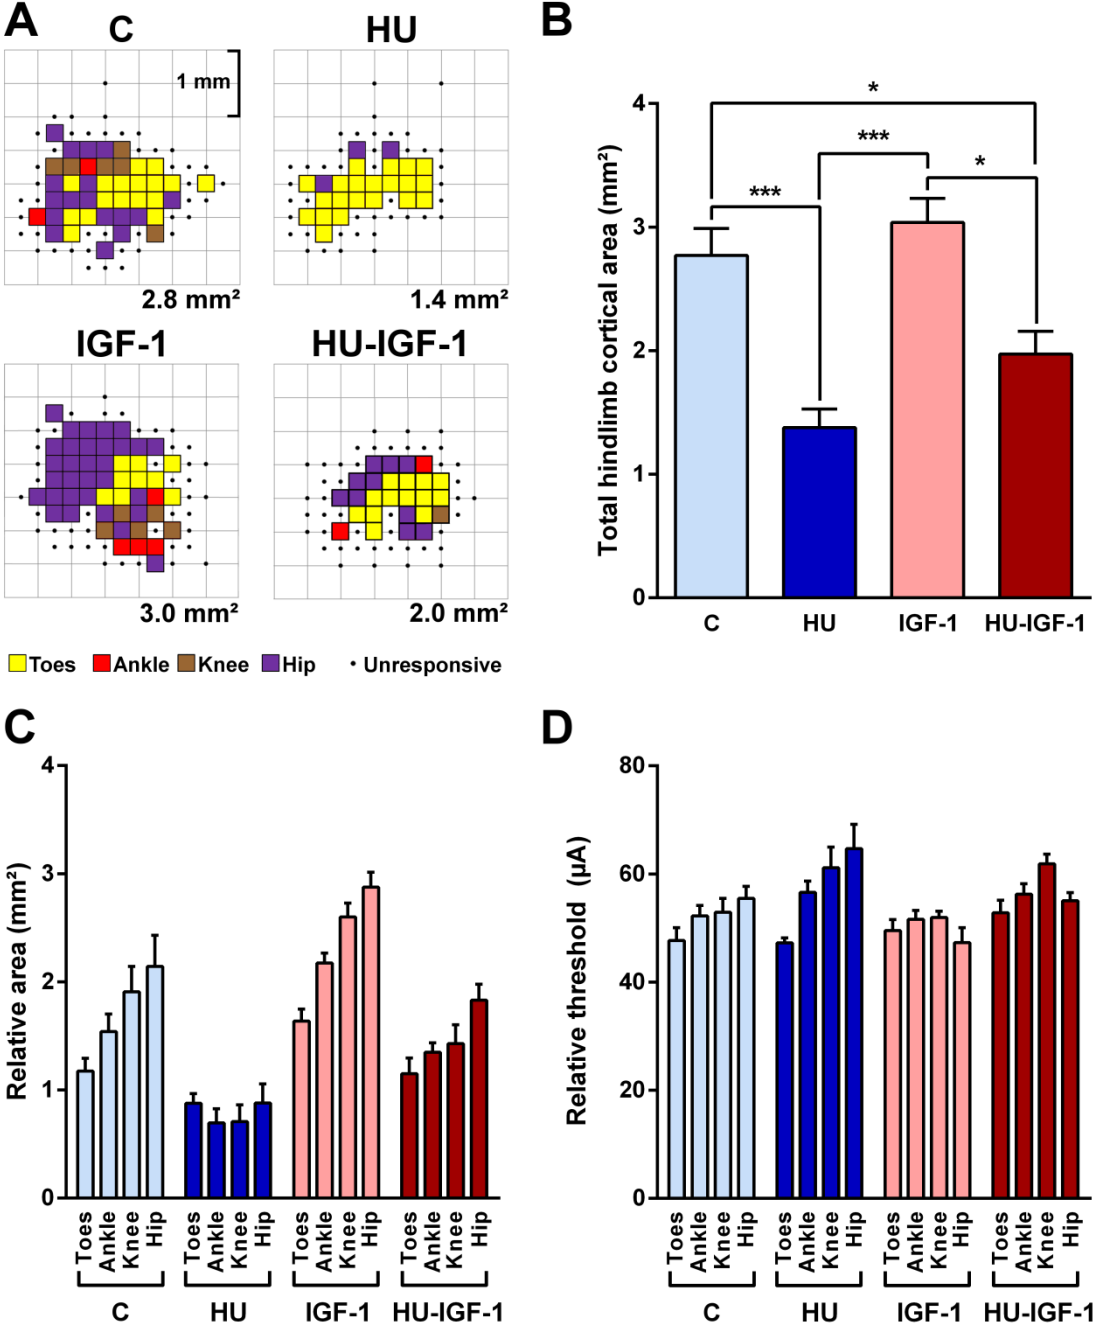 A
C
HU
1 mm
2.8 mm²
1.4 mm²
IGF-1
HU-IGF-1
3.0 mm²
2.0 mm²
Toes Ankle Knee Hip • Unresponsive
B
Total hindlimb cortical area (mm²)
4
3
2
1
0
*
***
*
***
C HU IGF-1 HU-IGF-1
C
Relative area (mm²)
4
3
2
1
0
Toes Ankle Knee Hip Toes Ankle Knee Hip Toes Ankle Knee Hip Toes Ankle Knee Hip
C HU IGF-1 HU-IGF-1
D
Relative threshold (µA)
80
60
40
20
0
Toes Ankle Knee Hip Toes Ankle Knee Hip Toes Ankle Knee Hip Toes Ankle Knee Hip
C HU IGF-1 HU-IGF-1